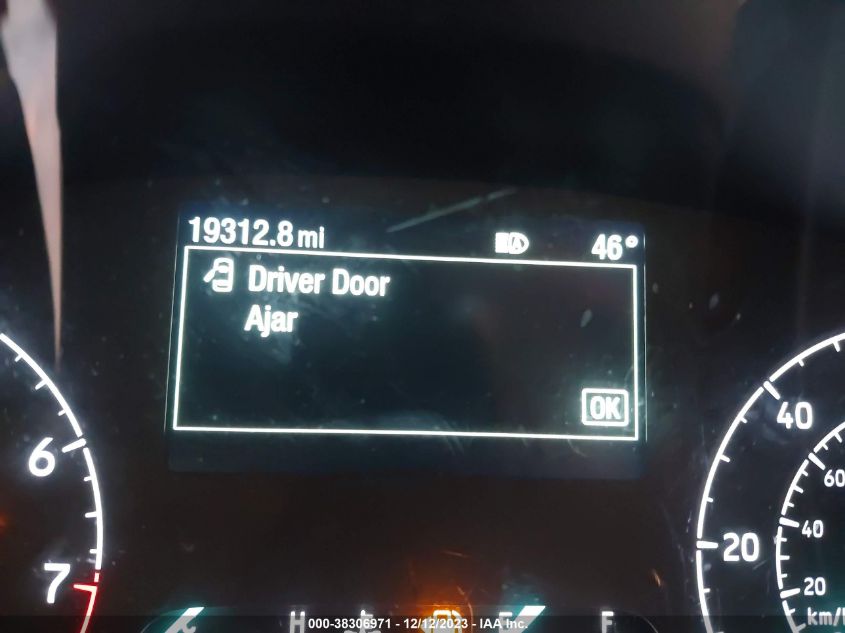 19312.8 mi 46°
Driver Door
Ajar
OK
6
7
40
20
60
40
20
km/h
H F
000-38306971 - 12/12/2023 - IAA Inc.